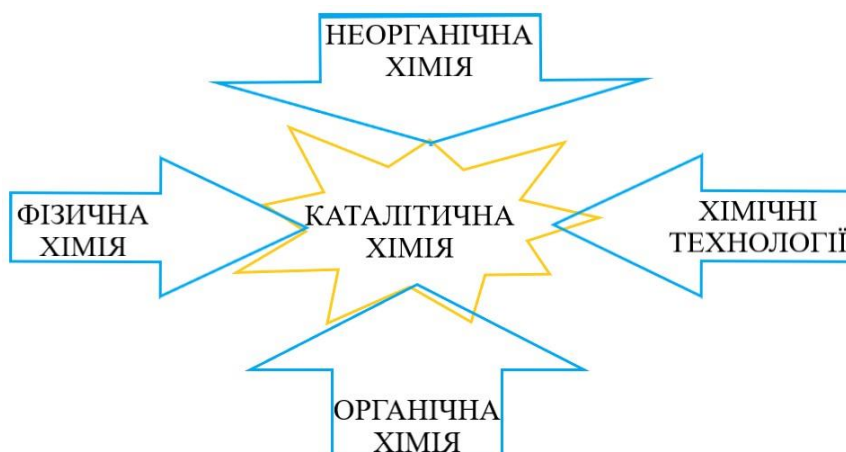 НЕОРГАНІЧНА
ХІМІЯ
ФІЗИЧНА
ХІМІЯ
КАТАЛІТИЧНА
ХІМІЯ
ХІМІЧНІ
ТЕХНОЛОГІЇ
ОРГАНІЧНА
ХІМІЯ